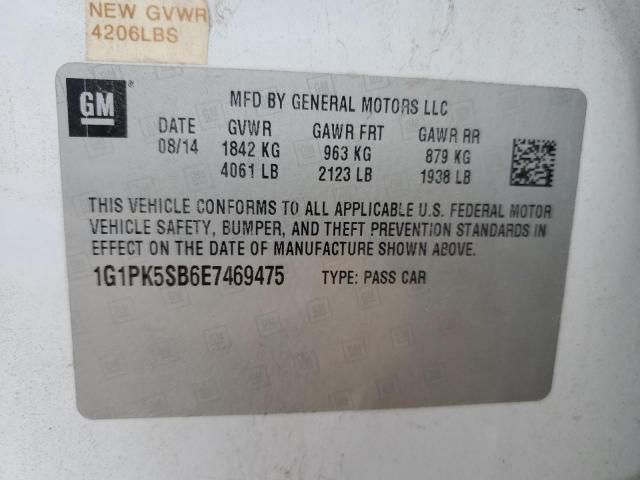 NEW GVWR
4206LBS
GM ®
MFD BY GENERAL MOTORS LLC
DATE GVWR GAWR FRT GAWR RR
08/14 1842 KG 963 KG 879 KG
4061 LB 2123 LB 1938 LB
THIS VEHICLE CONFORMS TO ALL APPLICABLE U.S. FEDERAL MOTOR
VEHICLE SAFETY, BUMPER, AND THEFT PREVENTION STANDARDS IN
EFFECT ON THE DATE OF MANUFACTURE SHOWN ABOVE.
1G1PK5SB6E7469475 TYPE: PASS CAR